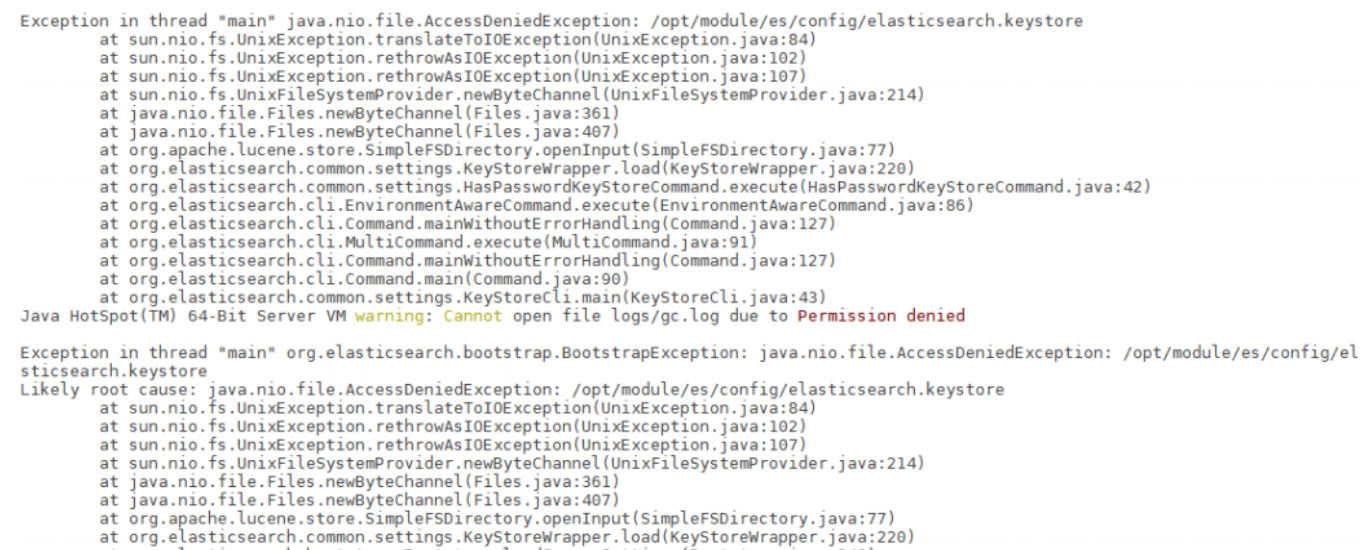 Exception in thread "main" java.nio.file.AccessDeniedException: /opt/module/es/config/elasticsearch.keystore
at sun.nio.fs.UnixException.translateToIOException(UnixException.java:84)
at sun.nio.fs.UnixException.rethrowAsIOException(UnixException.java:102)
at sun.nio.fs.UnixException.rethrowAsIOException(UnixException.java:107)
at sun.nio.fs.UnixFileSystemProvider.newByteChannel(UnixFileSystemProvider.java:214)
at java.nio.file.Files.newByteChannel(Files.java:361)
at java.nio.file.Files.newByteChannel(Files.java:407)
at org.apache.lucene.store.SimpleFSDirectory.openInput(SimpleFSDirectory.java:77)
at org.elasticsearch.common.settings.KeyStoreWrapper.load(KeyStoreWrapper.java:220)
at org.elasticsearch.common.settings.HasPasswordKeyStoreCommand.execute(HasPasswordKeyStoreCommand.java:42)
at org.elasticsearch.cli.EnvironmentAwareCommand.execute(EnvironmentAwareCommand.java:86)
at org.elasticsearch.cli.Command.mainWithoutErrorHandling(Command.java:127)
at org.elasticsearch.cli.MultiCommand.execute(MultiCommand.java:91)
at org.elasticsearch.cli.Command.mainWithoutErrorHandling(Command.java:127)
at org.elasticsearch.cli.Command.main(Command.java:90)
at org.elasticsearch.common.settings.KeyStoreCli.main(KeyStoreCli.java:43)
Java HotSpot(TM) 64-Bit Server VM warning: Cannot open file logs/gc.log due to Permission denied
Exception in thread "main" org.elasticsearch.bootstrap.BootstrapException: java.nio.file.AccessDeniedException: /opt/module/es/config/el
sticsearch.keystore
Likely root cause: java.nio.file.AccessDeniedException: /opt/module/es/config/elasticsearch.keystore
at sun.nio.fs.UnixException.translateToIOException(UnixException.java:84)
at sun.nio.fs.UnixException.rethrowAsIOException(UnixException.java:102)
at sun.nio.fs.UnixException.rethrowAsIOException(UnixException.java:107)
at sun.nio.fs.UnixFileSystemProvider.newByteChannel(UnixFileSystemProvider.java:214)
at java.nio.file.Files.newByteChannel(Files.java:361)
at java.nio.file.Files.newByteChannel(Files.java:407)
at org.apache.lucene.store.SimpleFSDirectory.openInput(SimpleFSDirectory.java:77)
at org.elasticsearch.common.settings.KeyStoreWrapper.load(KeyStoreWrapper.java:220)